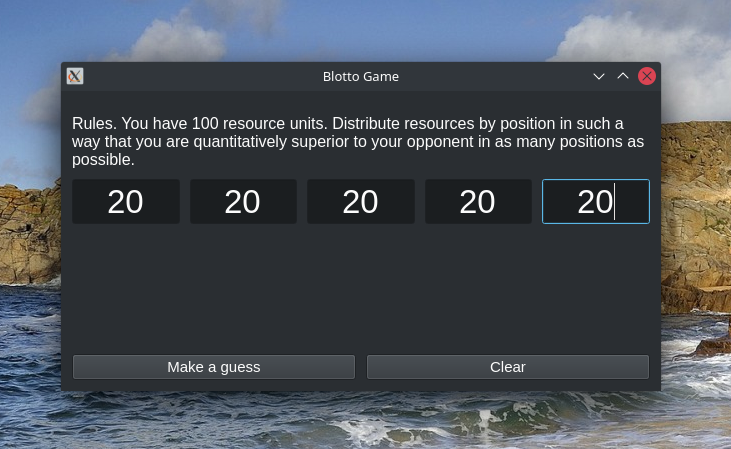 Blotto Game
Rules. You have 100 resource units. Distribute resources by position in such a
way that you are quantitatively superior to your opponent in as many positions as
possible.
20 20 20 20 20
Make a guess Clear